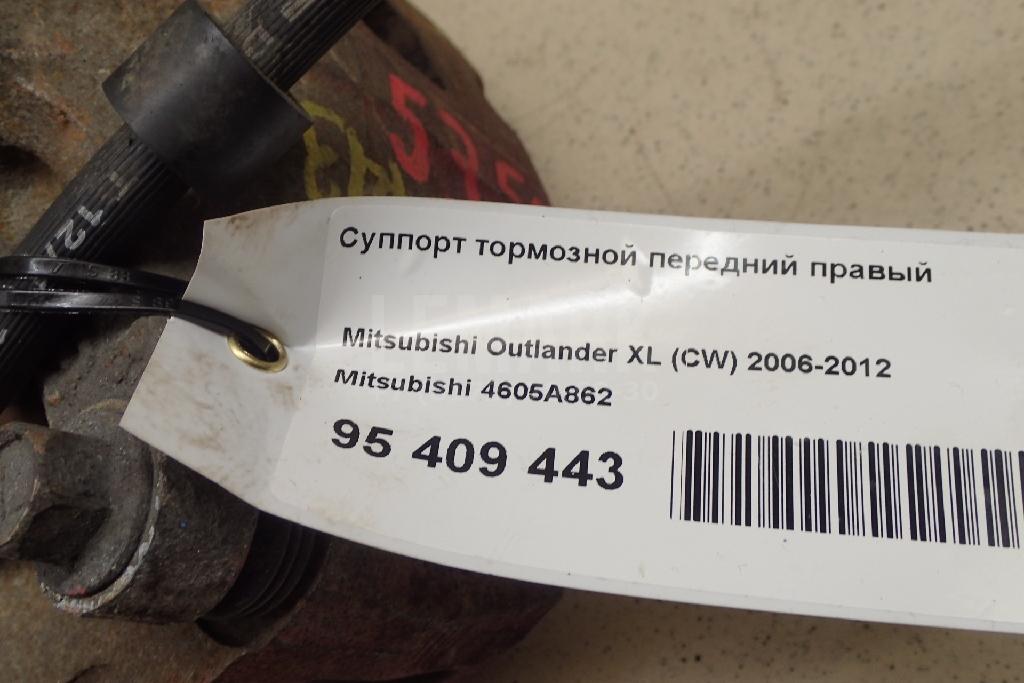 Суппорт тормозной передний правый
Mitsubishi Outlander XL (CW) 2006-2012
Mitsubishi 4605A862
95 409 443